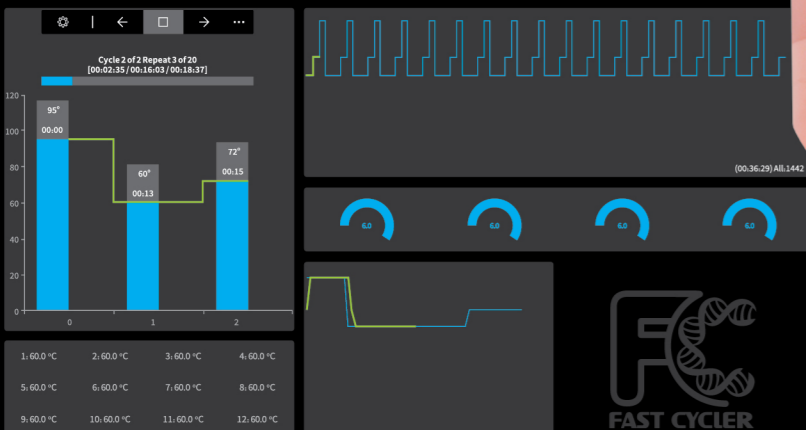 Cycle 2 of 2 Repeat 3 of 20
[00:02:35 / 00:16:03 / 00:18:37]
120
100
80
60
40
20
0
95°
00:00
60°
00:13
72°
00:15
0 1 2
(00:36:29) All:1442
6.0 6.0 6.0 6.0
1: 60.0 °C 2: 60.0 °C 3: 60.0 °C 4: 60.0 °C
5: 60.0 °C 6: 60.0 °C 7: 60.0 °C 8: 60.0 °C
9: 60.0 °C 10: 60.0 °C 11: 60.0 °C 12: 60.0 °C
FC
FAST CYCLER